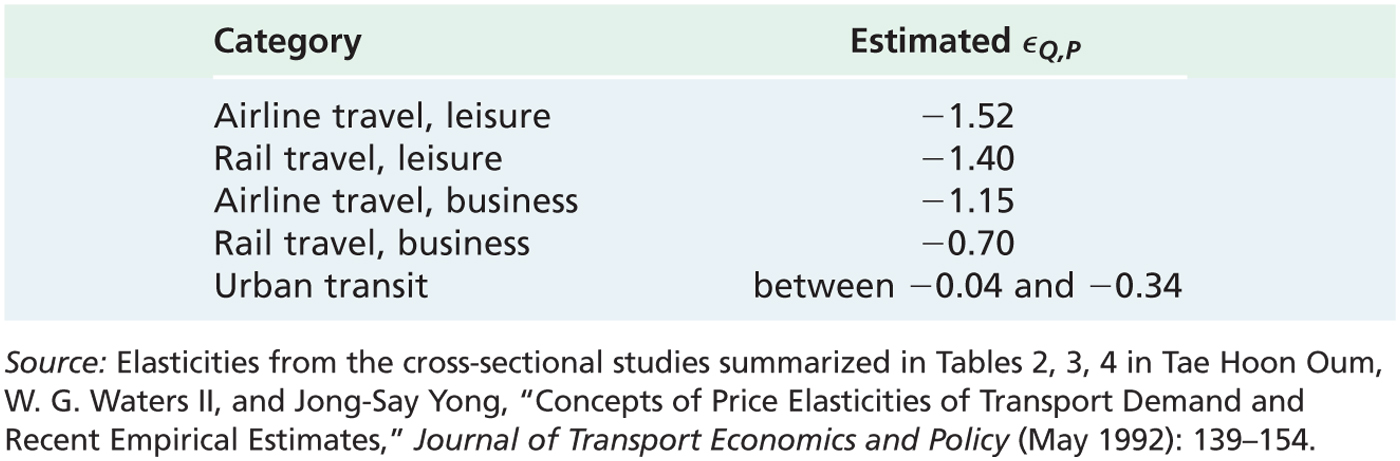 Category Estimated ϵQ,P
Airline travel, leisure −1.52
Rail travel, leisure −1.40
Airline travel, business −1.15
Rail travel, business −0.70
Urban transit between −0.04 and −0.34
Source: Elasticities from the cross-sectional studies summarized in Tables 2, 3, 4 in Tae Hoon Oum,
W. G. Waters II, and Jong-Say Yong, “Concepts of Price Elasticities of Transport Demand and
Recent Empirical Estimates,” Journal of Transport Economics and Policy (May 1992): 139–154.